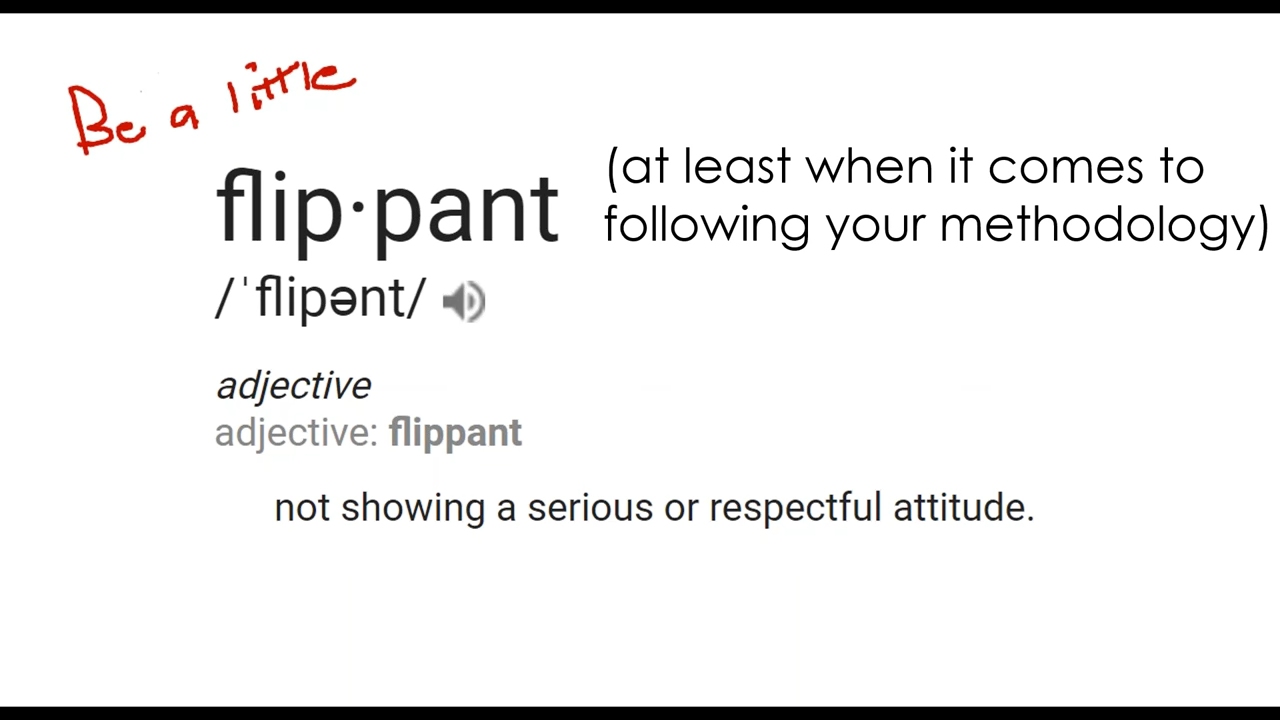 Be a little
flip·pant
(at least when it comes to
following your methodology)
/ˈflipənt/
adjective
adjective: flippant
not showing a serious or respectful attitude.